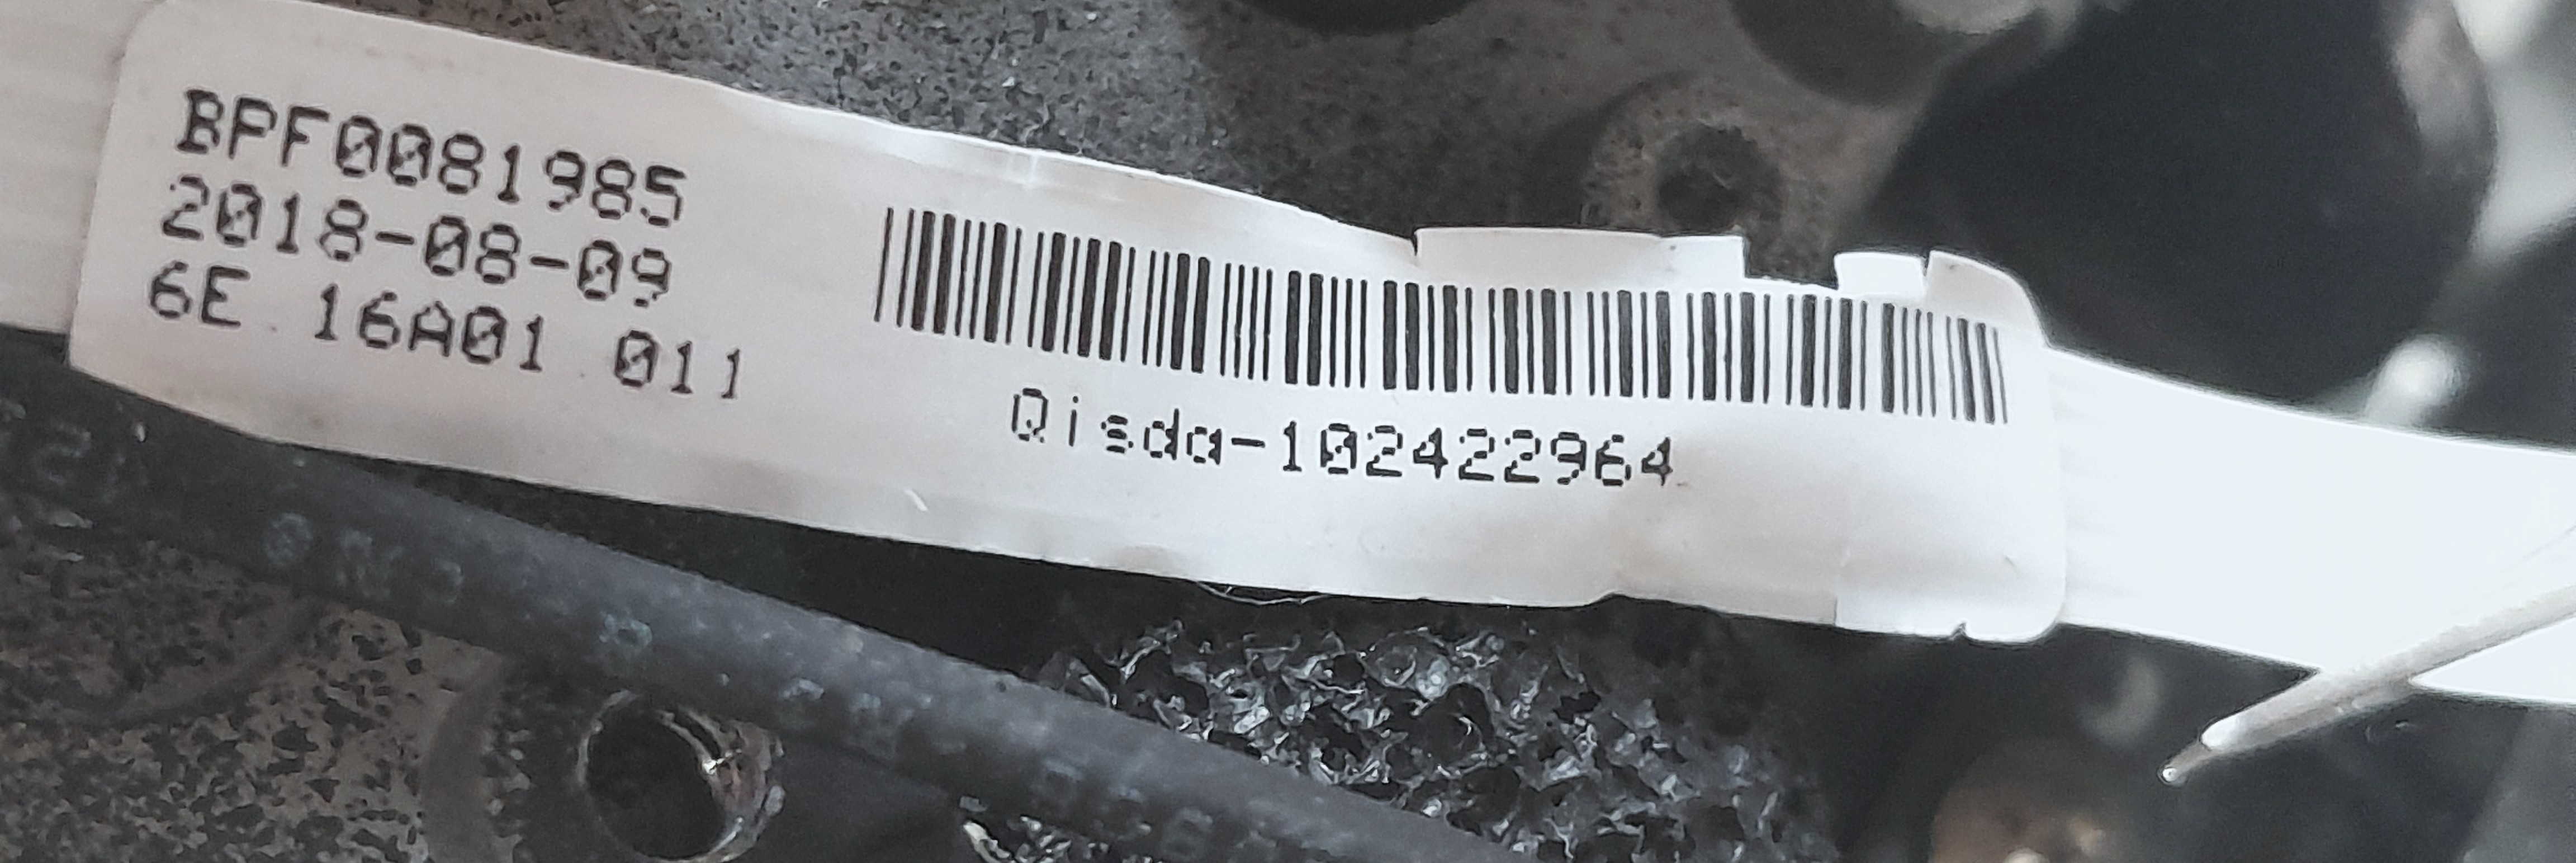 BPF0081985
2018-08-09
6E 16A01 011
Qisda-102422964